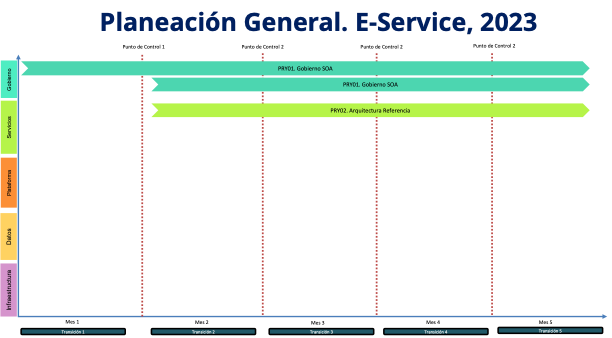 Planeación General. E-Service, 2023
Punto de Control 1
Punto de Control 2
Punto de Control 2
Punto de Control 2
Gobierno
PRY01. Gobierno SOA
PRY01. Gobierno SOA
Servicios
PRY02. Arquitectura Referencia
Plataforma
Datos
Infraestructura
Mes 1
Mes 2
Mes 3
Mes 4
Mes 5
Transición 1
Transición 2
Transición 3
Transición 4
Transición 5